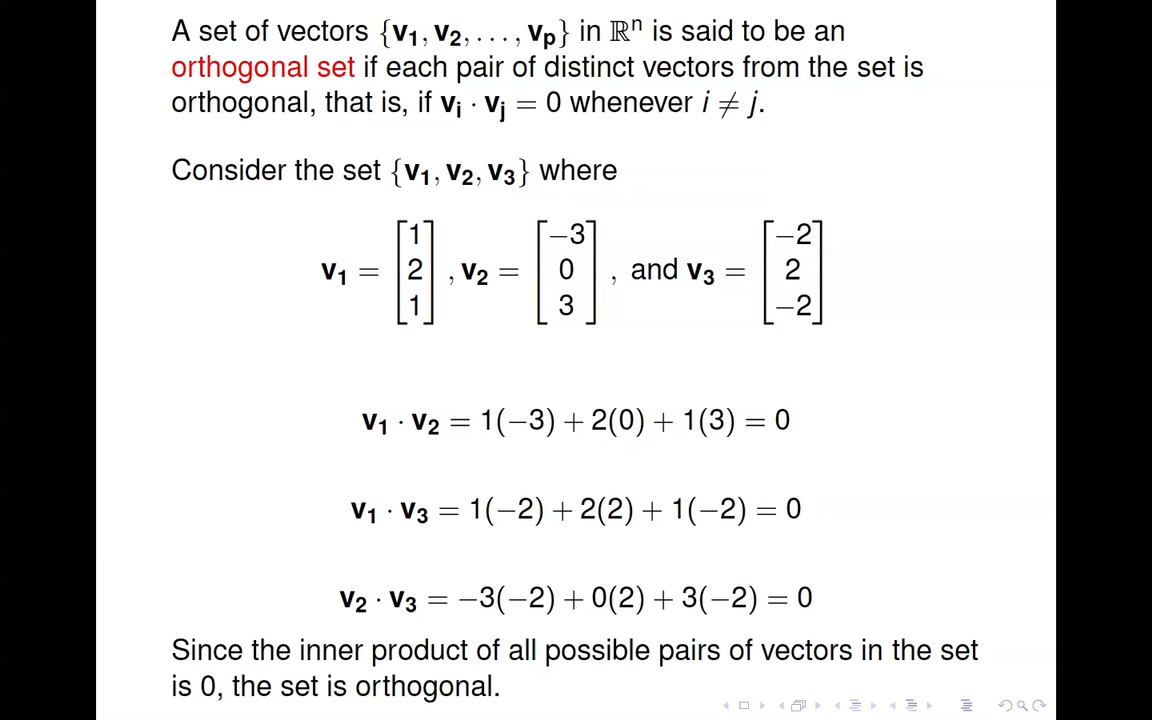 A set of vectors {v₁, v₂, . . . , vₚ} in ℝⁿ is said to be an
orthogonal set if each pair of distinct vectors from the set is
orthogonal, that is, if vᵢ · vⱼ = 0 whenever i ≠ j.
Consider the set {v₁, v₂, v₃} where
v₁ = [1 2 1], v₂ = [−3 0 3], and v₃ = [−2 2 −2]
v₁ · v₂ = 1(−3) + 2(0) + 1(3) = 0
v₁ · v₃ = 1(−2) + 2(2) + 1(−2) = 0
v₂ · v₃ = −3(−2) + 0(2) + 3(−2) = 0
Since the inner product of all possible pairs of vectors in the set
is 0, the set is orthogonal.